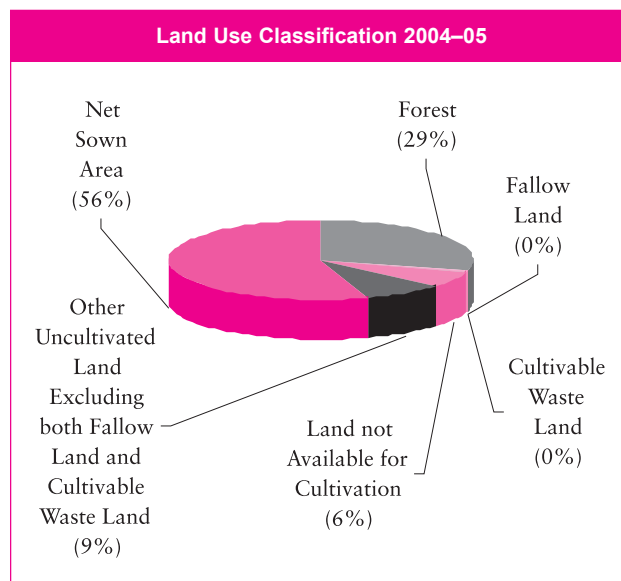 Land Use Classification 2004–05
Net
Sown
Area
(56%)
Forest
(29%)
Fallow
Land
(0%)
Other
Uncultivated
Land
Excluding
both Fallow
Land and
Cultivable
Waste Land
(9%)
Land not
Available for
Cultivation
(6%)
Cultivable
Waste
Land
(0%)